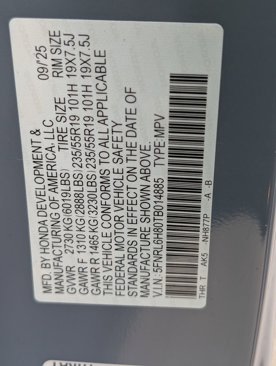 MFD. BY HONDA DEVELOPMENT & 09/25
MANUFACTURING OF AMERICA, LLC
GVWR 2730KG(6019LBS) TIRE SIZE RIM SIZE
GAWR F 1310KG(2888LBS) 235/55R19 101H 19X7.5J
GAWR R 1465KG(3230LBS) 235/55R19 101H 19X7.5J
THIS VEHICLE CONFORMS TO ALL APPLICABLE
FEDERAL MOTOR VEHICLE SAFETY
STANDARDS IN EFFECT ON THE DATE OF
MANUFACTURE SHOWN ABOVE.
V.I.N: 5FNRL6H80TB014685 TYPE:MPV
THR T AK5 NH877P -A -B